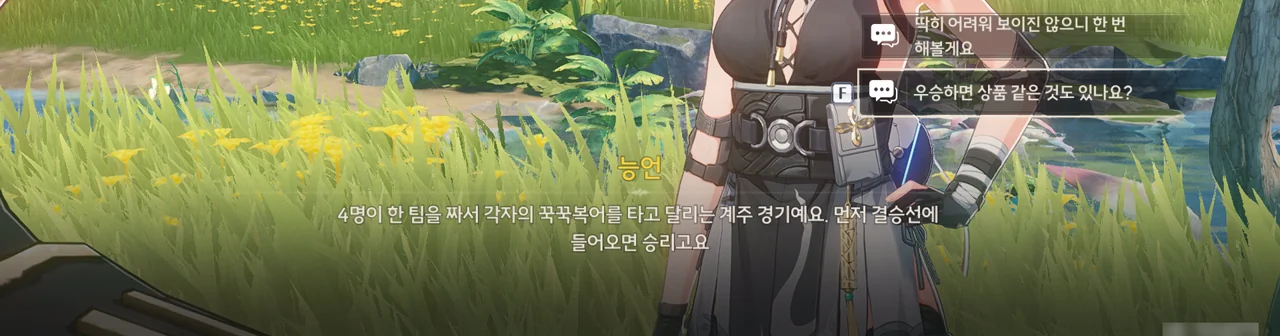 딱히 어려워 보이진 않으니 한 번
해볼게요
F
우승하면 상품 같은 것도 있나요?
능언
4명이 한 팀을 짜서 각자의 꾹꾹복어를 타고 달리는 계주 경기예요. 먼저 결승선에
들어오면 승리고요